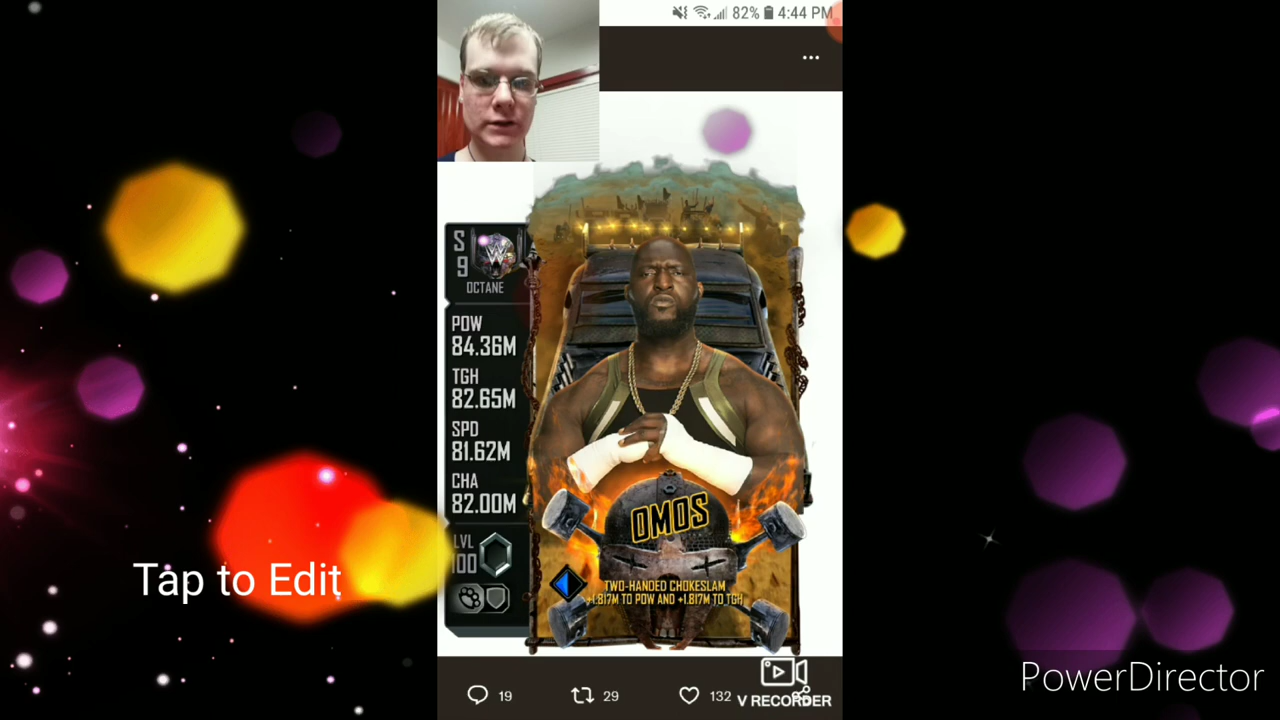 82% 4:44 PM
S
9
W
OCTANE
POW
84.36M
TGH
82.65M
SPD
81.62M
CHA
82.00M
LVL
100
OMOS
TWO-HANDED CHOKESLAM
+1.817M TO POW AND +1.817M TO TGH
19
29
132
V RECORDER
Tap to Edit
PowerDirector